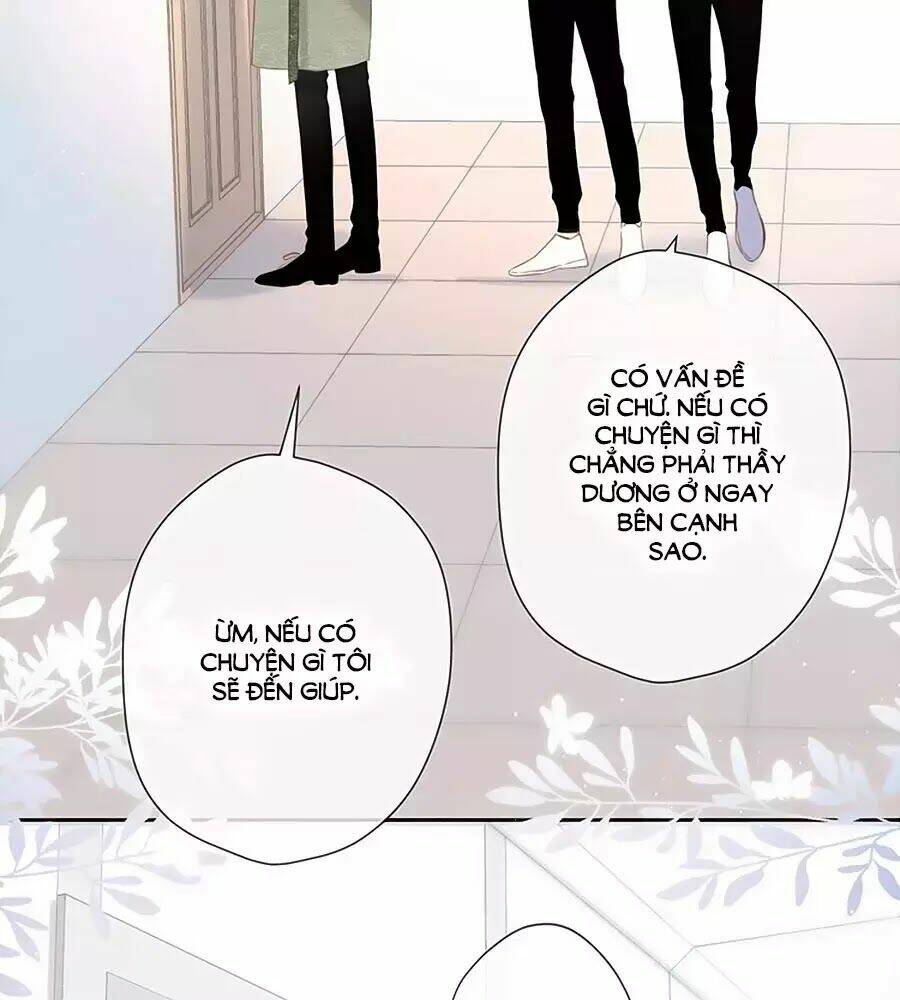 CÓ VẤN ĐỀ
GÌ CHỨ. NẾU CÓ
CHUYỆN GÌ THÌ
CHẲNG PHẢI THẦY
DƯƠNG Ở NGAY
BÊN CẠNH
SAO.
ỪM, NẾU CÓ
CHUYỆN GÌ TÔI
SẼ ĐẾN GIÚP.